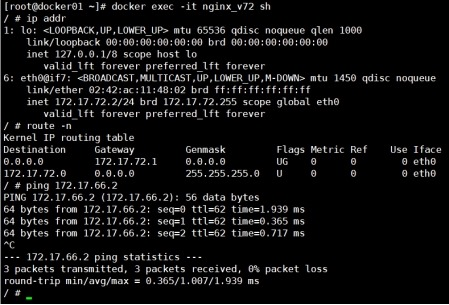 [root@docker01 ~]# docker exec -it nginx_v72 sh
/ # ip addr
1: lo: <LOOPBACK,UP,LOWER_UP> mtu 65536 qdisc noqueue qlen 1000
    link/loopback 00:00:00:00:00:00 brd 00:00:00:00:00:00
    inet 127.0.0.1/8 scope host lo
       valid_lft forever preferred_lft forever
6: eth0@if7: <BROADCAST,MULTICAST,UP,LOWER_UP,M-DOWN> mtu 1450 qdisc noqueue
    link/ether 02:42:ac:11:48:02 brd ff:ff:ff:ff:ff:ff
    inet 172.17.72.2/24 brd 172.17.72.255 scope global eth0
       valid_lft forever preferred_lft forever
/ # route -n
Kernel IP routing table
Destination     Gateway         Genmask         Flags Metric Ref    Use Iface
0.0.0.0         172.17.72.1     0.0.0.0         UG    0      0        0 eth0
172.17.72.0     0.0.0.0         255.255.255.0   U     0      0        0 eth0
/ # ping 172.17.66.2
PING 172.17.66.2 (172.17.66.2): 56 data bytes
64 bytes from 172.17.66.2: seq=0 ttl=62 time=1.939 ms
64 bytes from 172.17.66.2: seq=1 ttl=62 time=0.365 ms
64 bytes from 172.17.66.2: seq=2 ttl=62 time=0.717 ms
^C
--- 172.17.66.2 ping statistics ---
3 packets transmitted, 3 packets received, 0% packet loss
round-trip min/avg/max = 0.365/1.007/1.939 ms
/ #